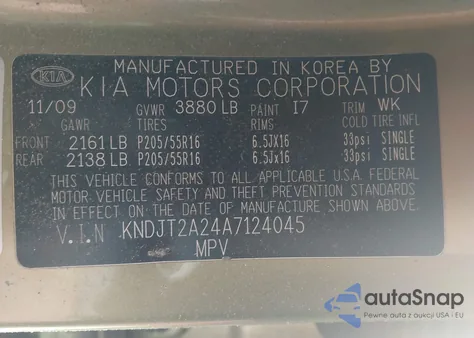 MANUFACTURED IN KOREA BY
KIA KIA MOTORS CORPORATION
11/09 GVWR 3880 LB PAINT I7 TRIM WK
GAWR TIRES RIMS COLD TIRE INFL
FRONT 2161 LB P205/55R16 6.5JX16 33psi SINGLE
REAR 2138 LB P205/55R16 6.5JX16 33psi SINGLE
THIS VEHICLE CONFORMS TO ALL APPLICABLE U.S.A. FEDERAL
MOTOR VEHICLE SAFETY AND THEFT PREVENTION STANDARDS
IN EFFECT ON THE DATE OF MANUFACTURE SHOWN ABOVE.
V.I.N KNDJT2A24A7124045
MPV
autoSnap
Pewne auta z aukcji USA i EU